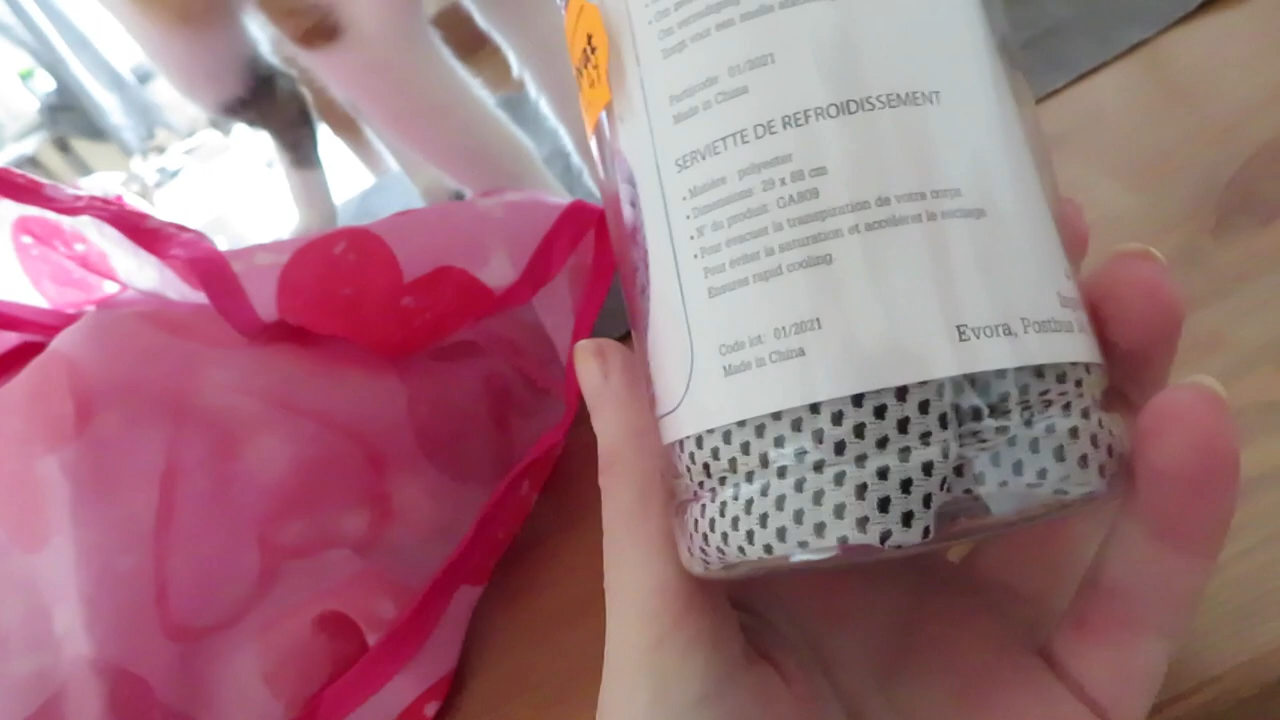 Partijcode: 01/2021
Made in China
SERVIETTE DE REFROIDISSEMENT
• Matière : polyester
• Dimensions: 29 x 88 cm
• N° du produit: GA809
• Pour évacuer la transpiration de votre corps
Pour éviter la saturation et accélérer le séchage
Ensures rapid cooling
Code lot: 01/2021
Made in China
Evora, Postbus